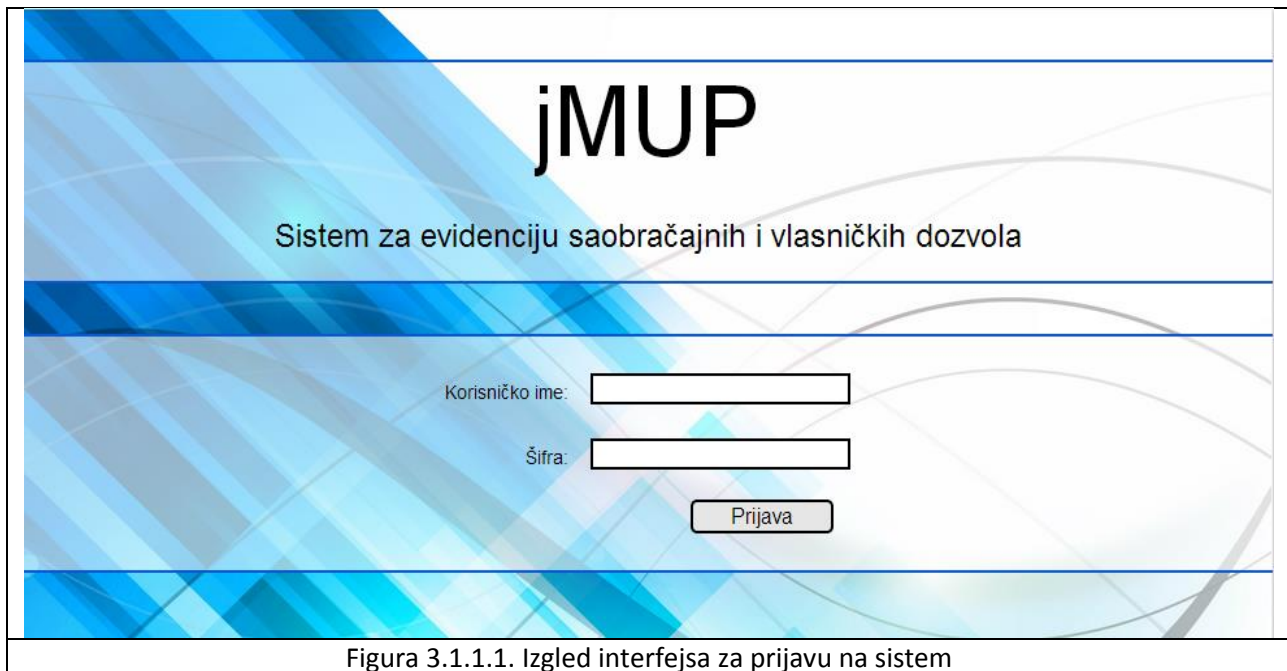 jMUP
Sistem za evidenciju saobračajnih i vlasničkih dozvola
Korisničko ime:
Šifra:
Prijava
Figura 3.1.1.1. Izgled interfejsa za prijavu na sistem